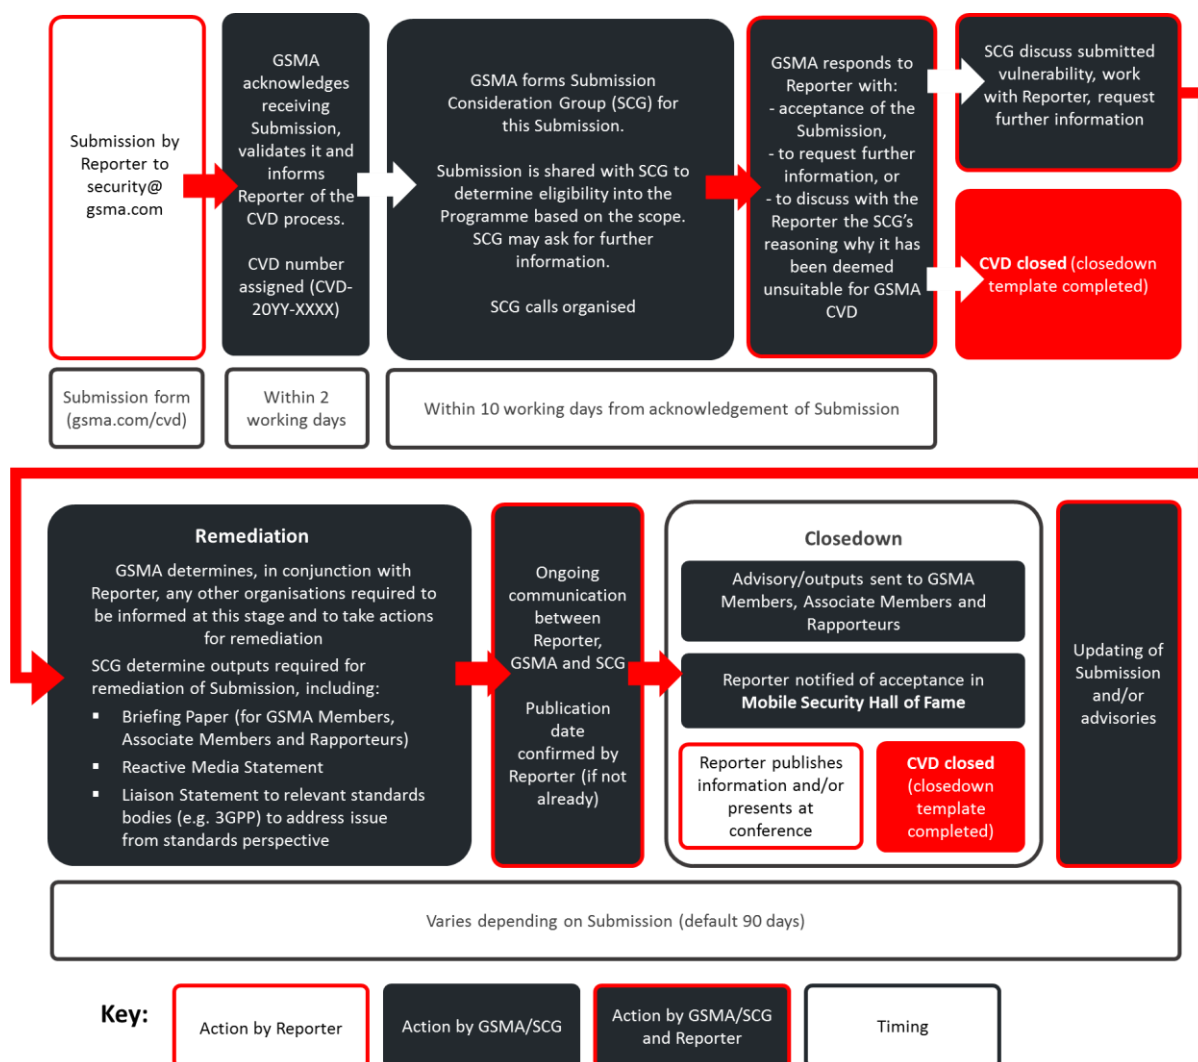 Submission by
Reporter to
security@
gsma.com
GSMA
acknowledges
receiving
Submission,
validates it and
informs
Reporter of the
CVD process.
CVD number
assigned (CVD-
20YY-XXXX)
GSMA forms Submission
Consideration Group (SCG) for
this Submission.
Submission is shared with SCG to
determine eligibility into the
Programme based on the scope.
SCG may ask for further
information.
SCG calls organised
GSMA responds to
Reporter with:
- acceptance of the
Submission,
- to request further
information, or
- to discuss with the
Reporter the SCG’s
reasoning why it has
been deemed
unsuitable for GSMA
CVD
SCG discuss submitted
vulnerability, work
with Reporter, request
further information
CVD closed (closedown
template completed)
Submission form
(gsma.com/cvd)
Within 2
working days
Within 10 working days from acknowledgement of Submission
Remediation
GSMA determines, in conjunction with
Reporter, any other organisations required to
be informed at this stage and to take actions
for remediation
SCG determine outputs required for
remediation of Submission, including:
▪ Briefing Paper (for GSMA Members,
Associate Members and Rapporteurs)
▪ Reactive Media Statement
▪ Liaison Statement to relevant standards
bodies (e.g. 3GPP) to address issue
from standards perspective
Ongoing
communication
between
Reporter,
GSMA and SCG
Publication
date
confirmed by
Reporter (if not
already)
Closedown
Advisory/outputs sent to GSMA
Members, Associate Members and
Rapporteurs
Reporter notified of acceptance in
Mobile Security Hall of Fame
Reporter publishes
information and/or
presents at
conference
CVD closed
(closedown
template
completed)
Updating of
Submission
and/or
advisories
Varies depending on Submission (default 90 days)
Key:
Action by Reporter
Action by GSMA/SCG
Action by GSMA/SCG
and Reporter
Timing